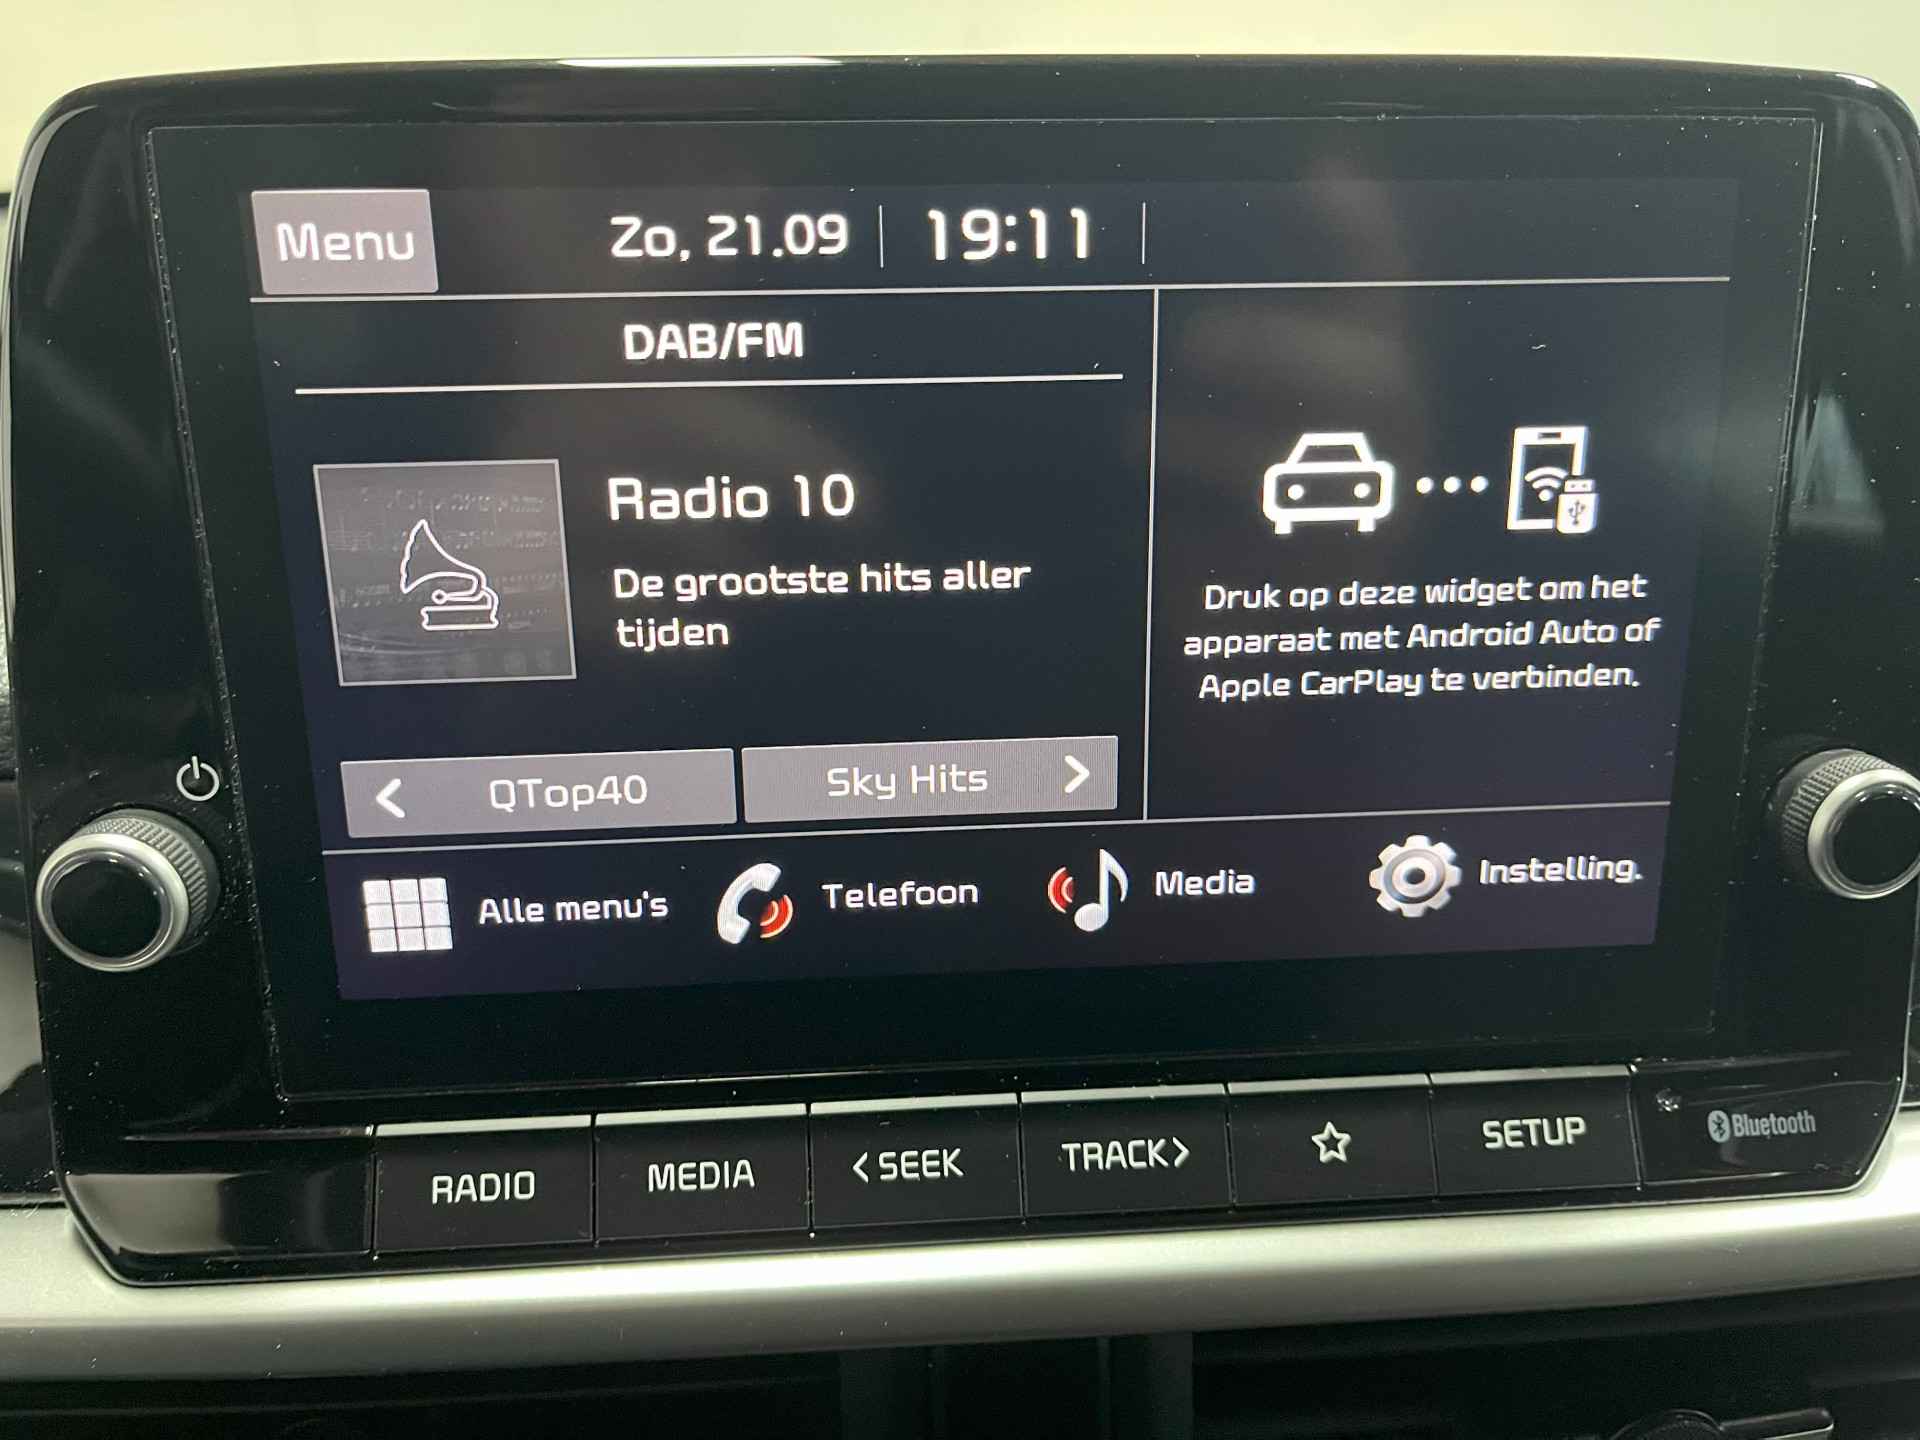 Menu
Zo, 21.09
19:11
DAB/FM
Radio 10
De grootste hits aller
tijden
Druk op deze widget om het
apparaat met Android Auto of
Apple CarPlay te verbinden.
< QTop40
Sky Hits >
Alle menu's
Telefoon
Media
Instelling.
RADIO
MEDIA
< SEEK
TRACK >
SETUP
Bluetooth